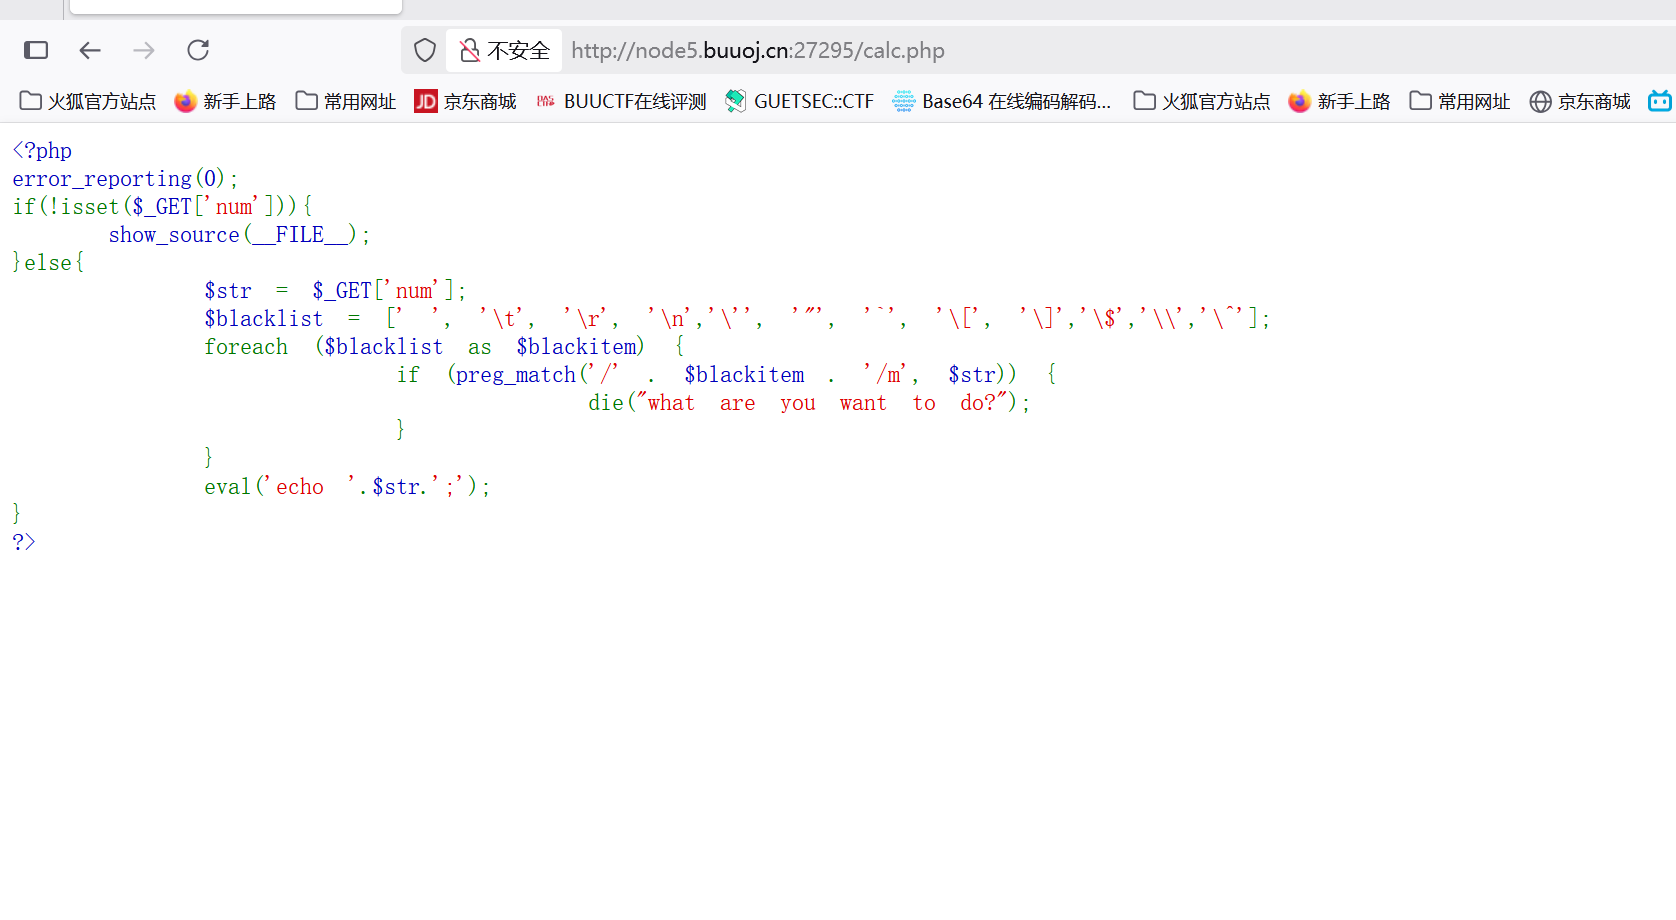 不安全 http://node5.buuoj.cn:27295/calc.php
火狐官方站点 新手上路 常用网址 JD 京东商城 BUUCTF在线评测 GUETSEC::CTF Base64 在线编码解码... 火狐官方站点 新手上路 常用网址 京东商城
<?php
error_reporting(0);
if(!isset($_GET['num'])){
show_source(__FILE__);
}else{
$str = $_GET['num'];
$blacklist = [' ', '\t', '\r', '\n','\'', '"', '`', '\[', '\]','\$','\\','\^'];
foreach ($blacklist as $blackitem) {
if (preg_match('/' . $blackitem . '/m', $str)) {
die("what are you want to do?");
}
}
eval('echo '.$str.';');
}
?>